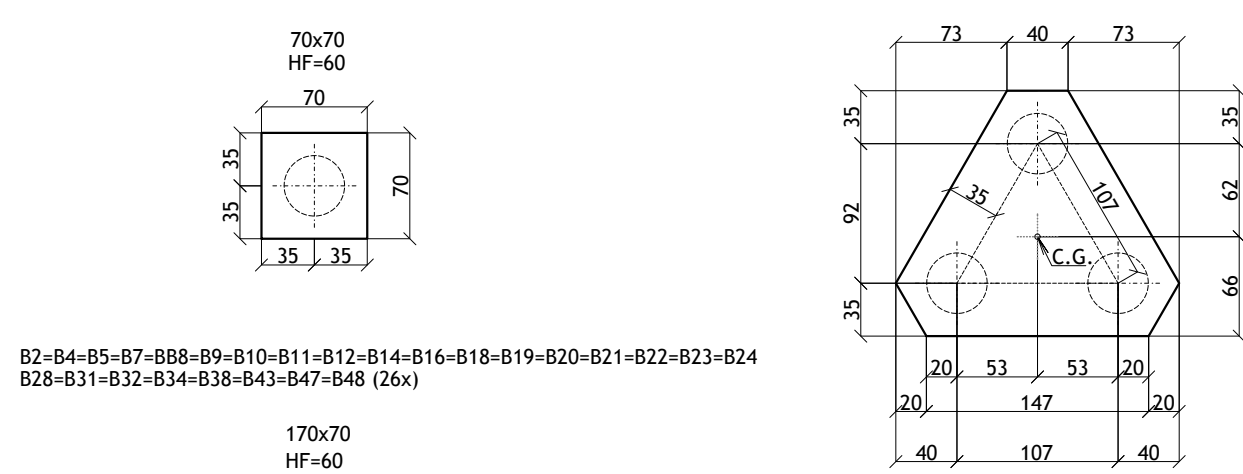 70x70
HF=60
70
35
35
70
35 35
B2=B4=B5=B7=BB8=B9=B10=B11=B12=B14=B16=B18=B19=B20=B21=B22=B23=B24
B28=B31=B32=B34=B38=B43=B47=B48 (26x)
170x70
HF=60
73 40 73
35
35
92
62
35
107
C.G.
35
66
20 53 53 20
20 147 20
40 107 40